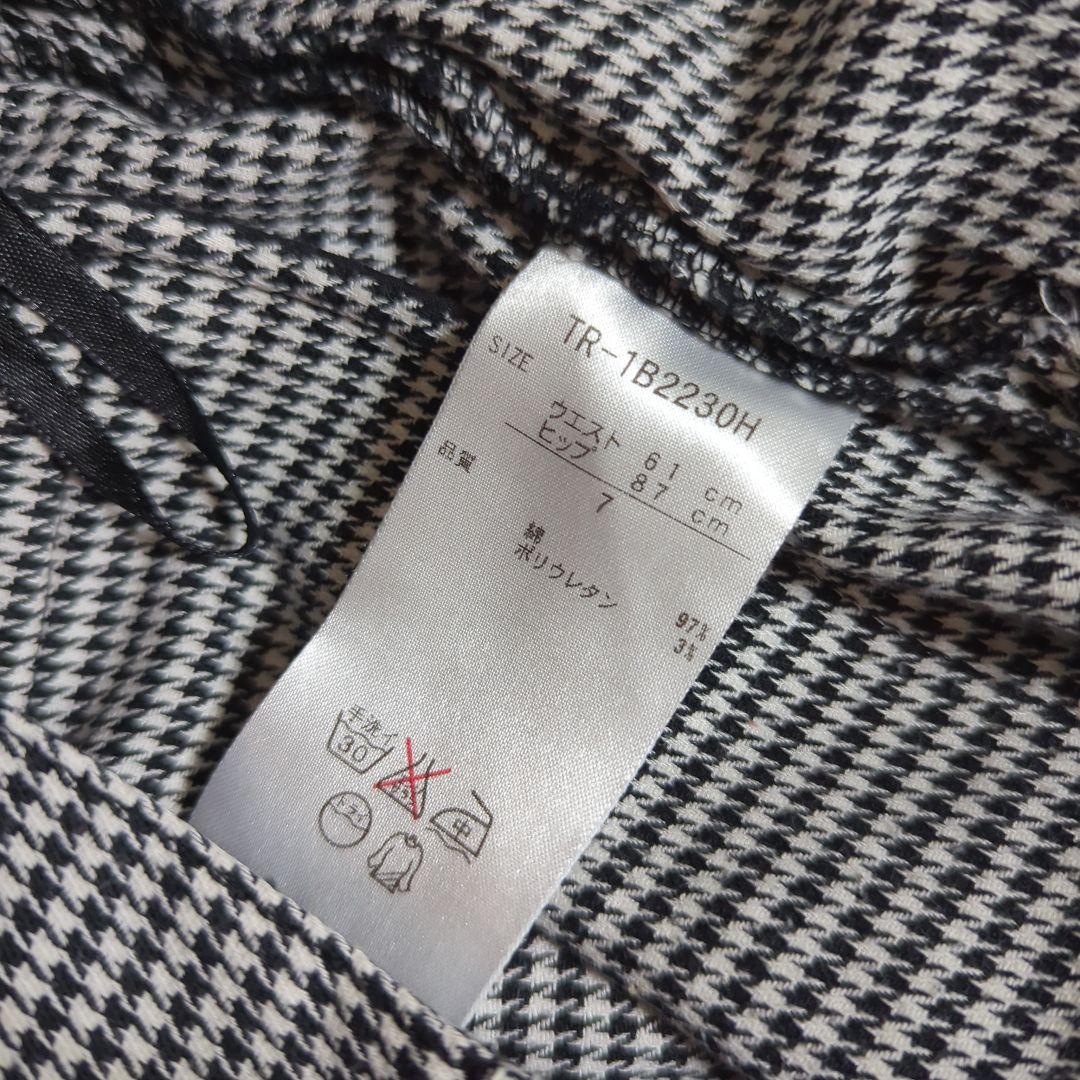 TR-1B2230H
SIZE
ウエスト 61 cm
ヒップ 87 cm
7
品質
綿 97%
ポリウレタン 3%
手洗イ
30
中